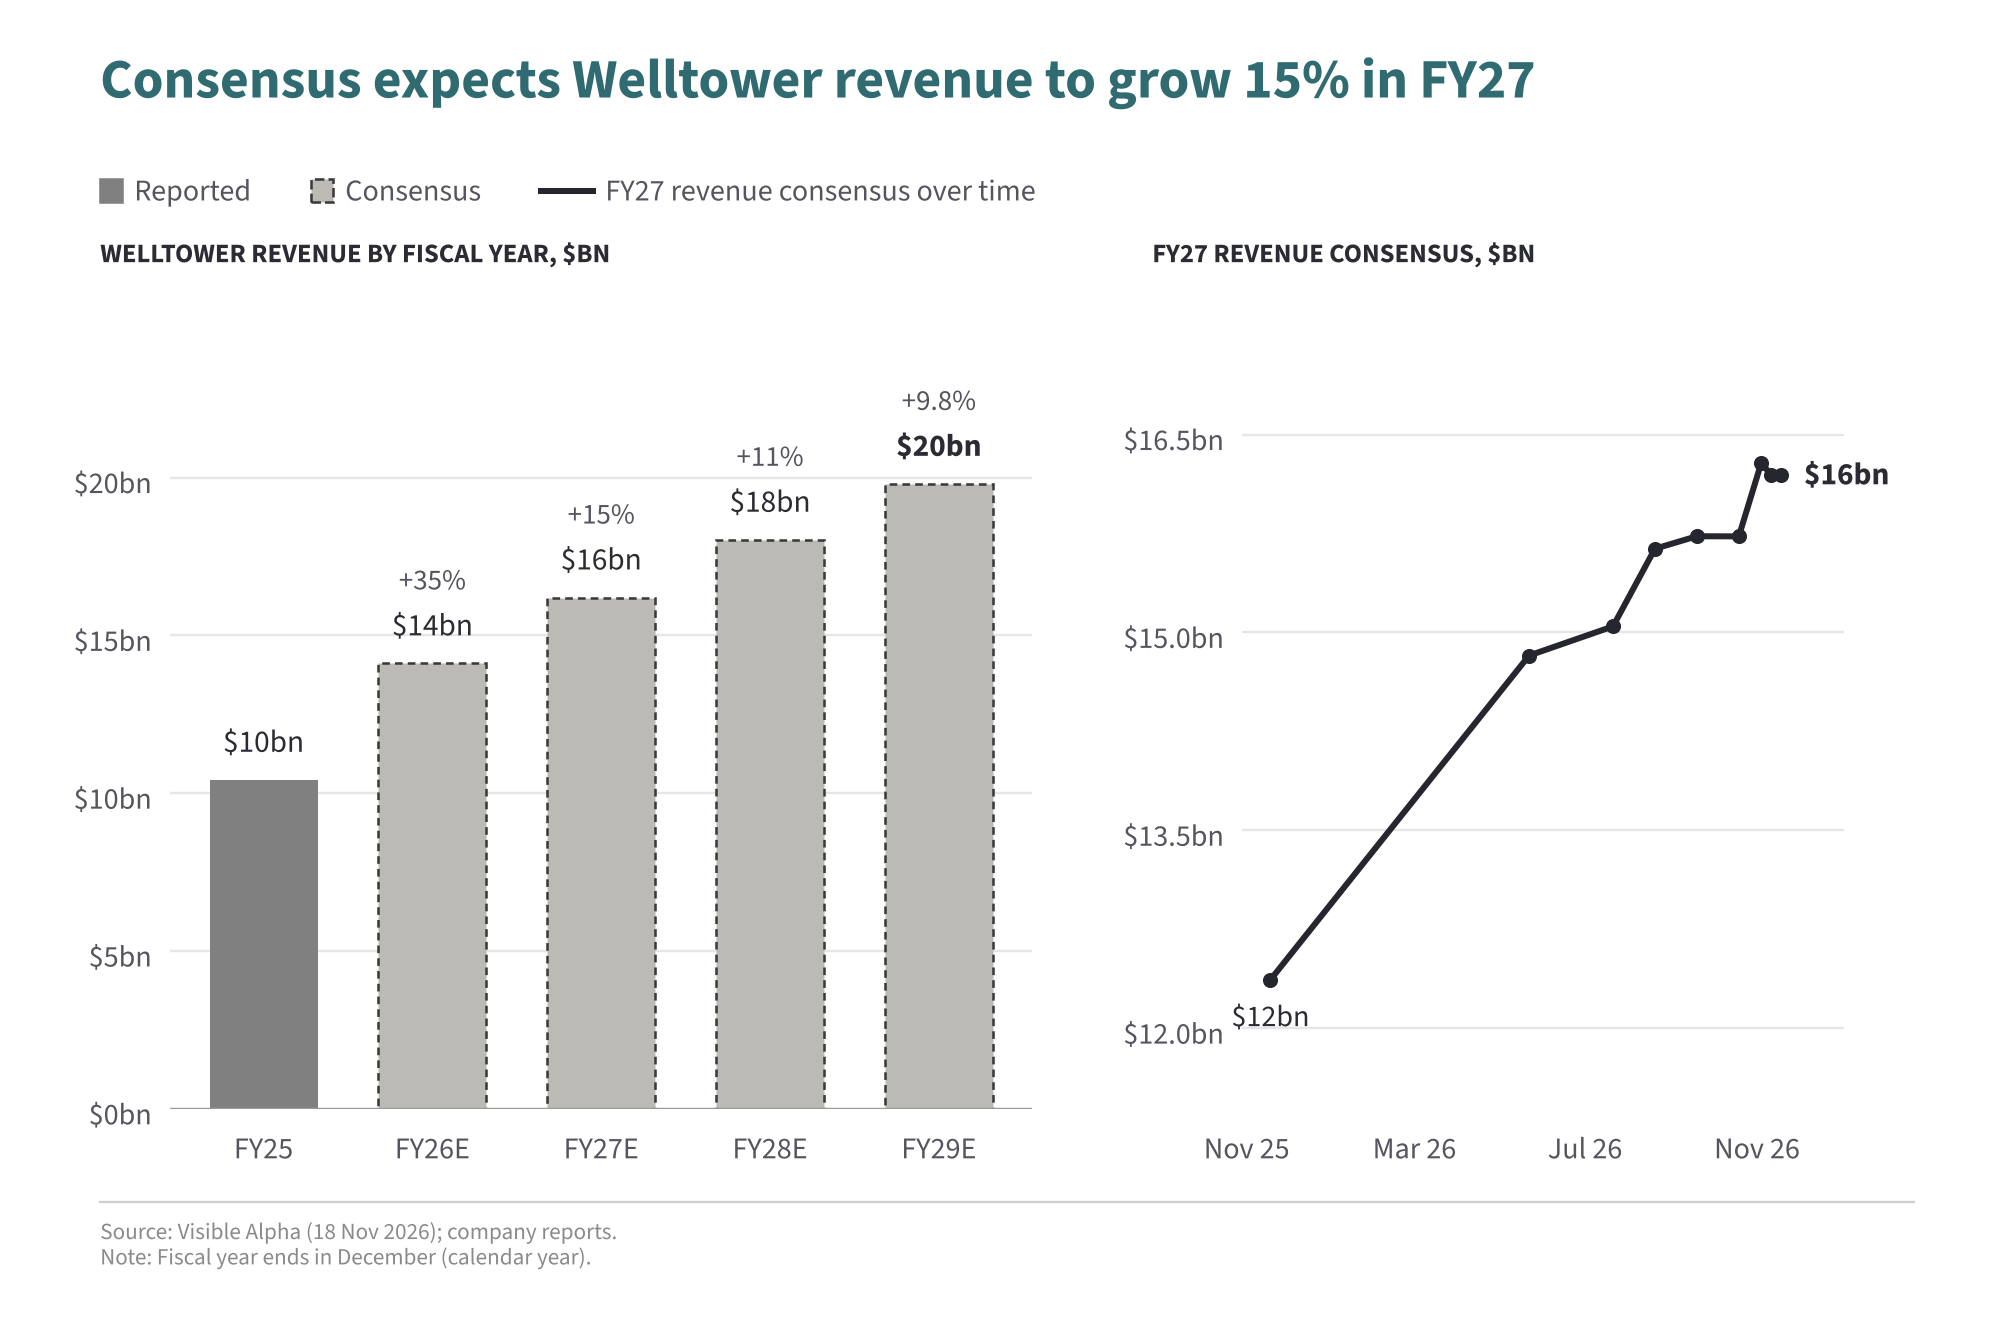 Consensus expects Welltower revenue to grow 15% in FY27
Reported
Consensus
FY27 revenue consensus over time
WELLTOWER REVENUE BY FISCAL YEAR, $BN
$20bn
$15bn
$10bn
$5bn
$0bn
$10bn
+35%
$14bn
+15%
$16bn
+11%
$18bn
+9.8%
$20bn
FY25
FY26E
FY27E
FY28E
FY29E
FY27 REVENUE CONSENSUS, $BN
$16.5bn
$15.0bn
$13.5bn
$12.0bn
$12bn
$16bn
Nov 25
Mar 26
Jul 26
Nov 26
Source: Visible Alpha (18 Nov 2026); company reports.
Note: Fiscal year ends in December (calendar year).